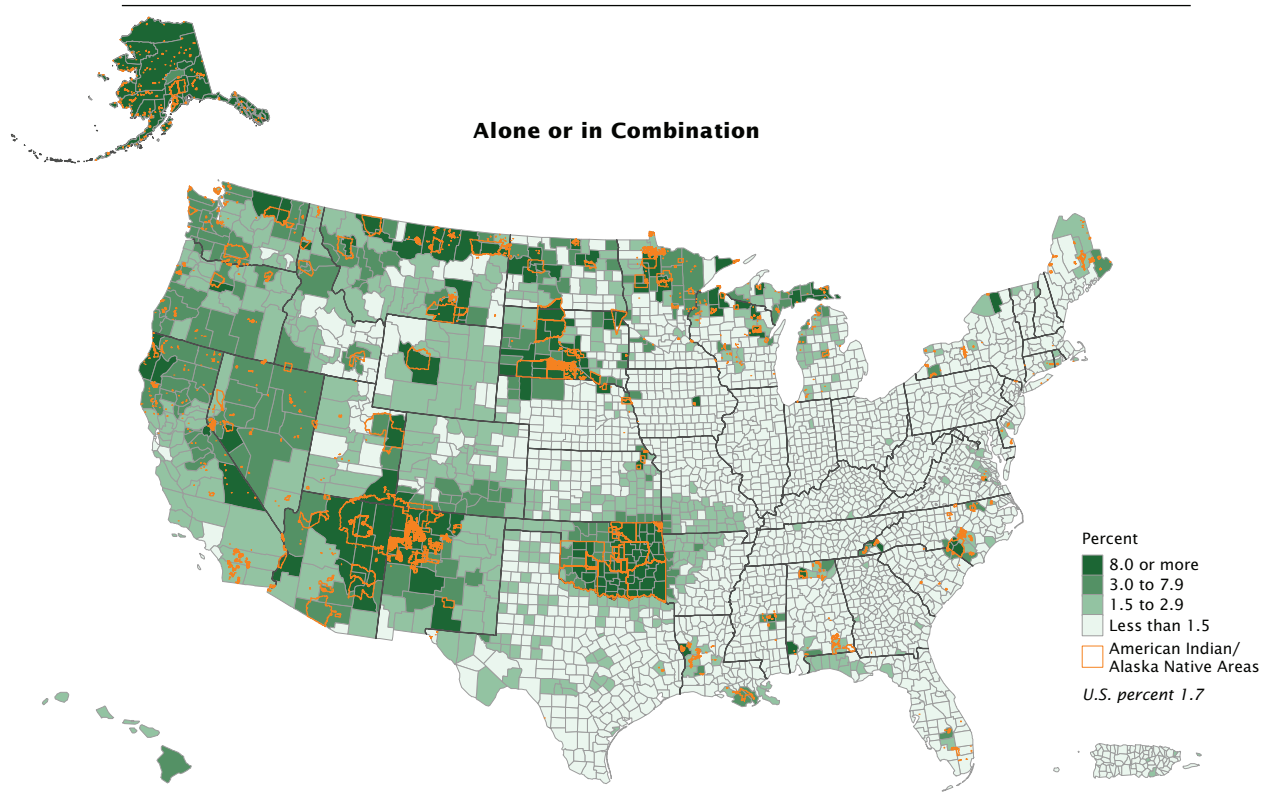 Alone or in Combination
Percent
8.0 or more
3.0 to 7.9
1.5 to 2.9
Less than 1.5
American Indian/
Alaska Native Areas
U.S. percent 1.7